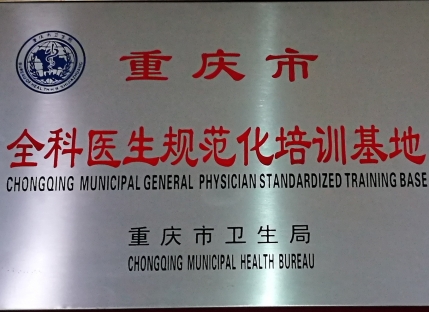 重庆市
全科医生规范化培训基地
CHONGQING MUNICIPAL GENERAL PHYSICIAN STANDARDIZED TRAINING BASE
重庆市卫生局
CHONGQING MUNICIPAL HEALTH BUREAU